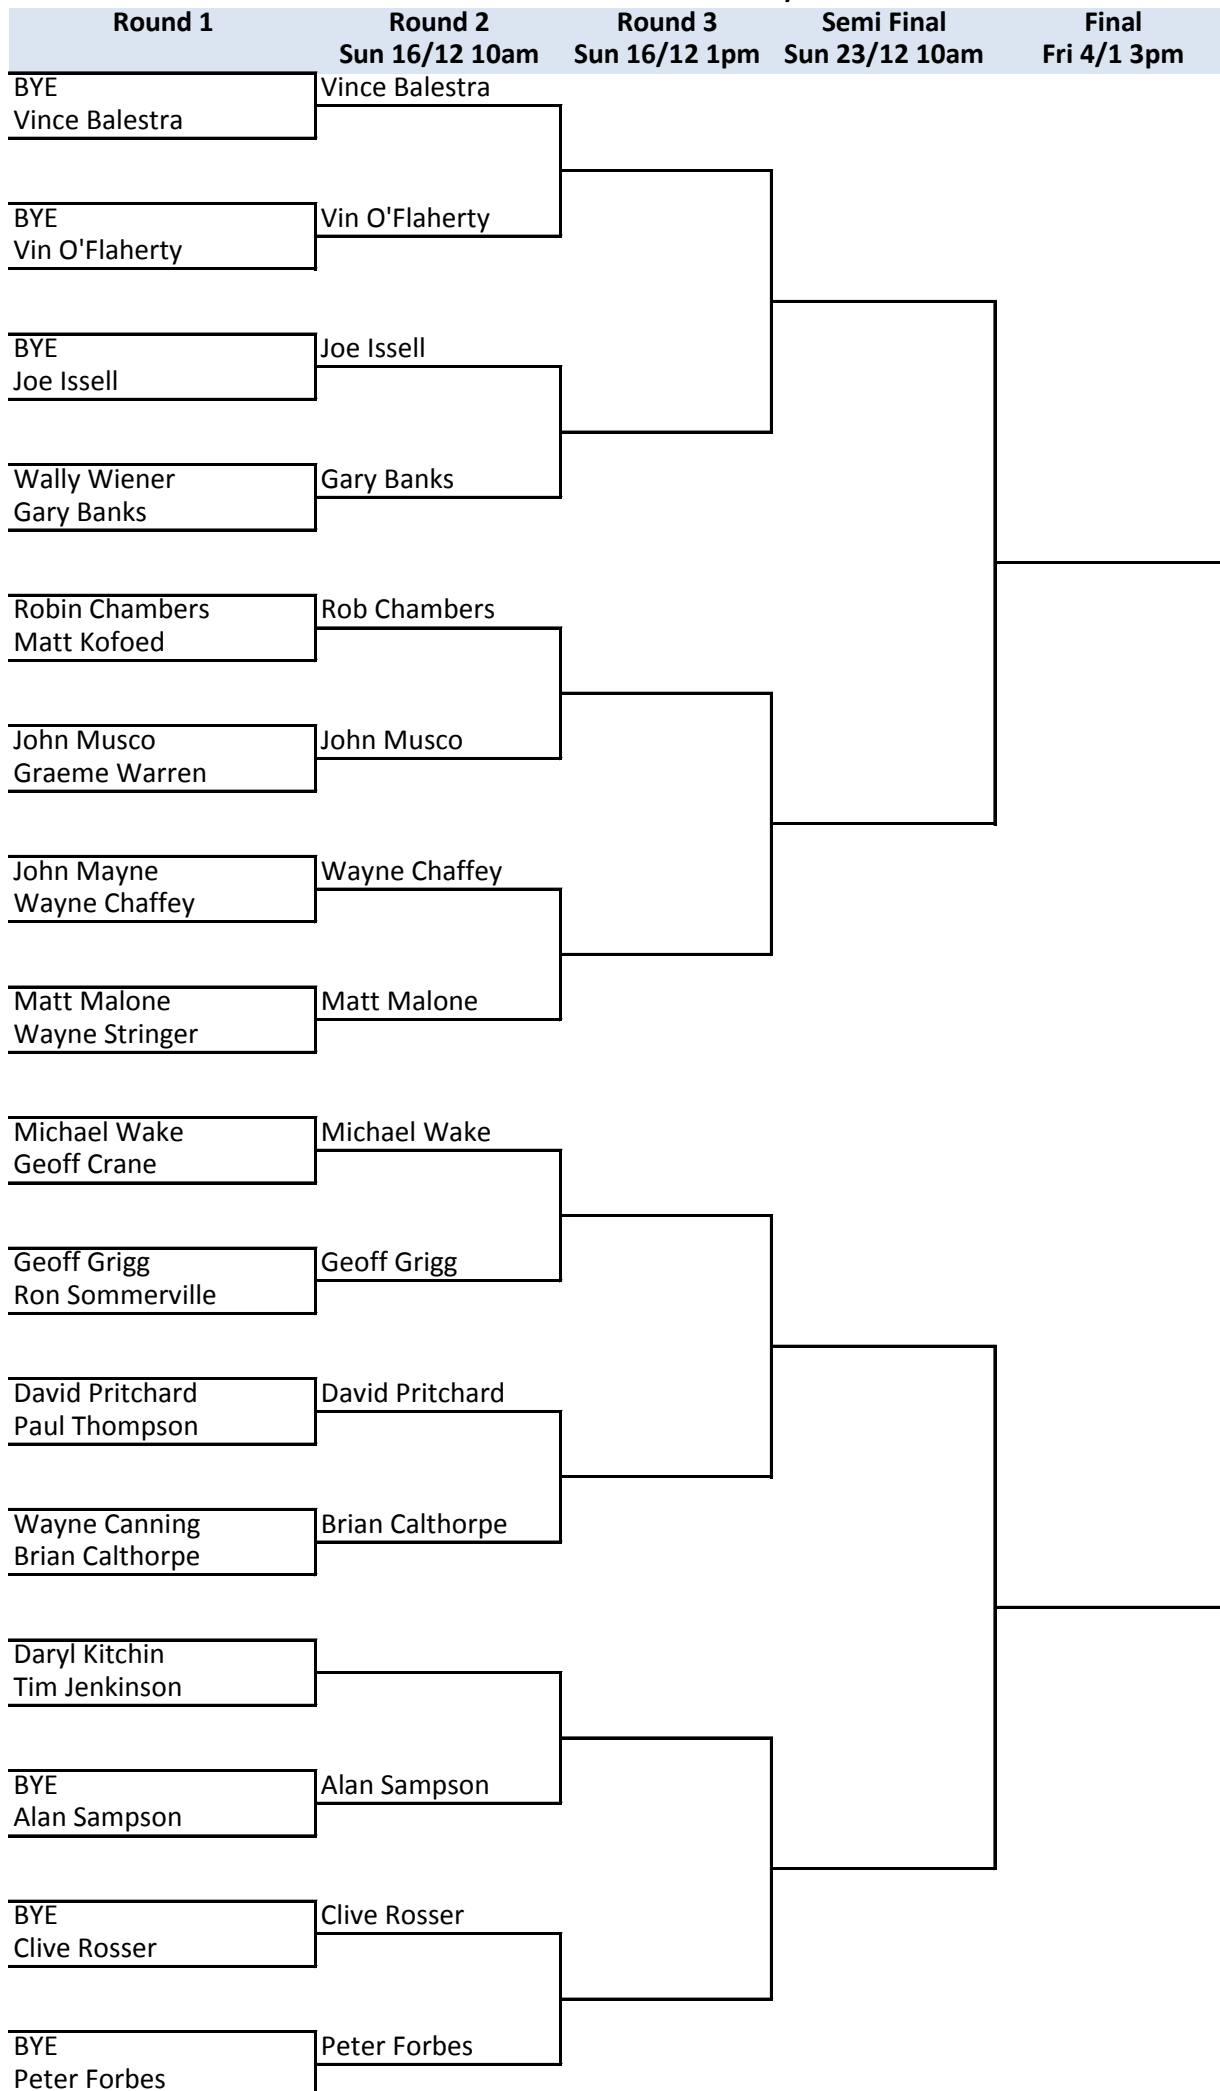 Round 1 Round 2 Round 3 Semi Final Final
Sun 16/12 10am Sun 16/12 1pm Sun 23/12 10am Fri 4/1 3pm
BYE Vince Balestra
Vince Balestra
BYE Vin O'Flaherty
Vin O'Flaherty
BYE Joe Issell
Joe Issell
Wally Wiener Gary Banks
Gary Banks
Robin Chambers Rob Chambers
Matt Kofoed
John Musco John Musco
Graeme Warren
John Mayne Wayne Chaffey
Wayne Chaffey
Matt Malone Matt Malone
Wayne Stringer
Michael Wake Michael Wake
Geoff Crane
Geoff Grigg Geoff Grigg
Ron Sommerville
David Pritchard David Pritchard
Paul Thompson
Wayne Canning Brian Calthorpe
Brian Calthorpe
Daryl Kitchin
Tim Jenkinson
BYE Alan Sampson
Alan Sampson
BYE Clive Rosser
Clive Rosser
BYE Peter Forbes
Peter Forbes